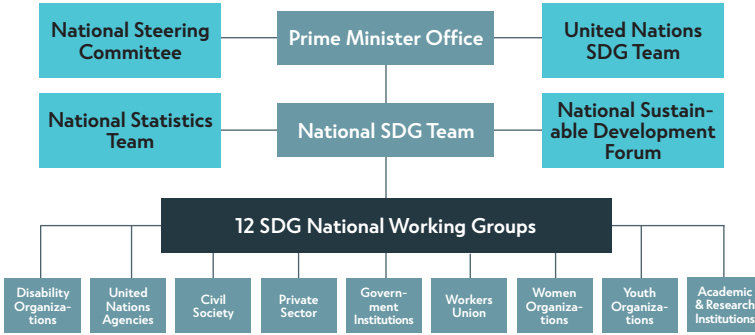 National Steering
Committee
Prime Minister Office
United Nations
SDG Team
National Statistics
Team
National SDG Team
National Sustain-
able Development
Forum
12 SDG National Working Groups
Disability
Organiza-
tions
United
Nations
Agencies
Civil
Society
Private
Sector
Govern-
ment
Institutions
Workers
Union
Women
Organiza-
tions
Youth
Organiza-
tions
Academic
& Research
Institutions